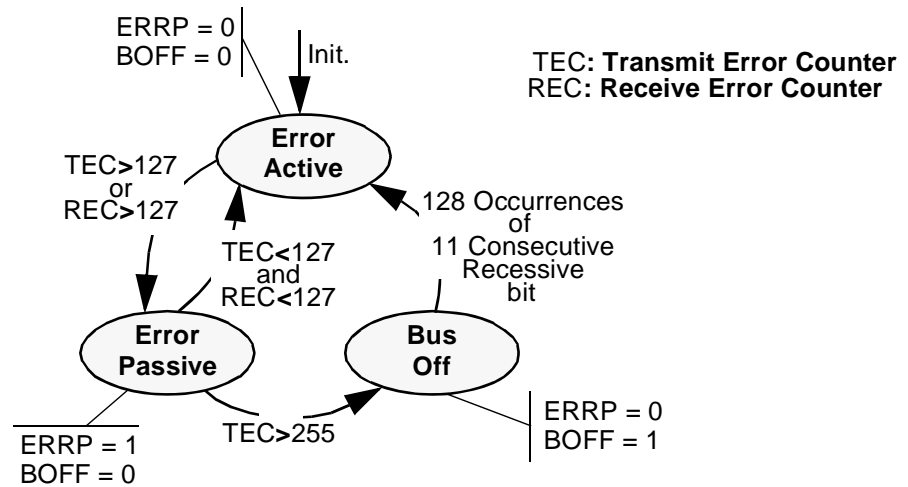 ERRP = 0
BOFF = 0
Init.
TEC: Transmit Error Counter
REC: Receive Error Counter
Error
Active
TEC>127
or
REC>127
TEC<127
and
REC<127
128 Occurrences
of
11 Consecutive
Recessive
bit
Error
Passive
Bus
Off
TEC>255
ERRP = 1
BOFF = 0
ERRP = 0
BOFF = 1